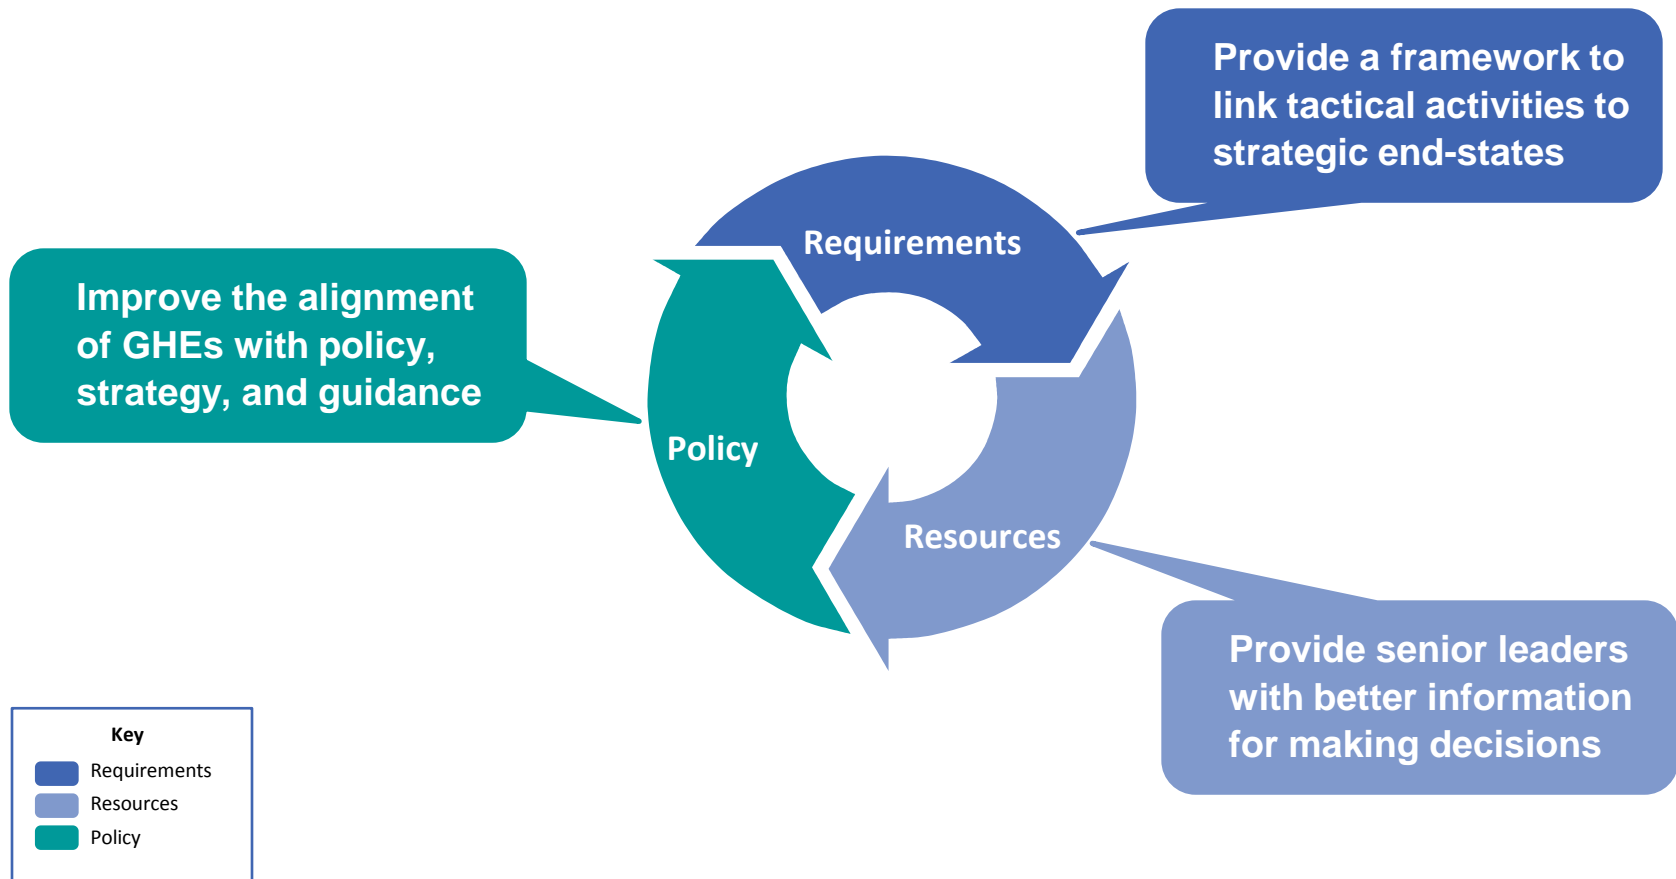 Provide a framework to
link tactical activities to
strategic end-states
Requirements
Improve the alignment
of GHEs with policy,
strategy, and guidance
Policy
Resources
Provide senior leaders
with better information
for making decisions
Key
Requirements
Resources
Policy